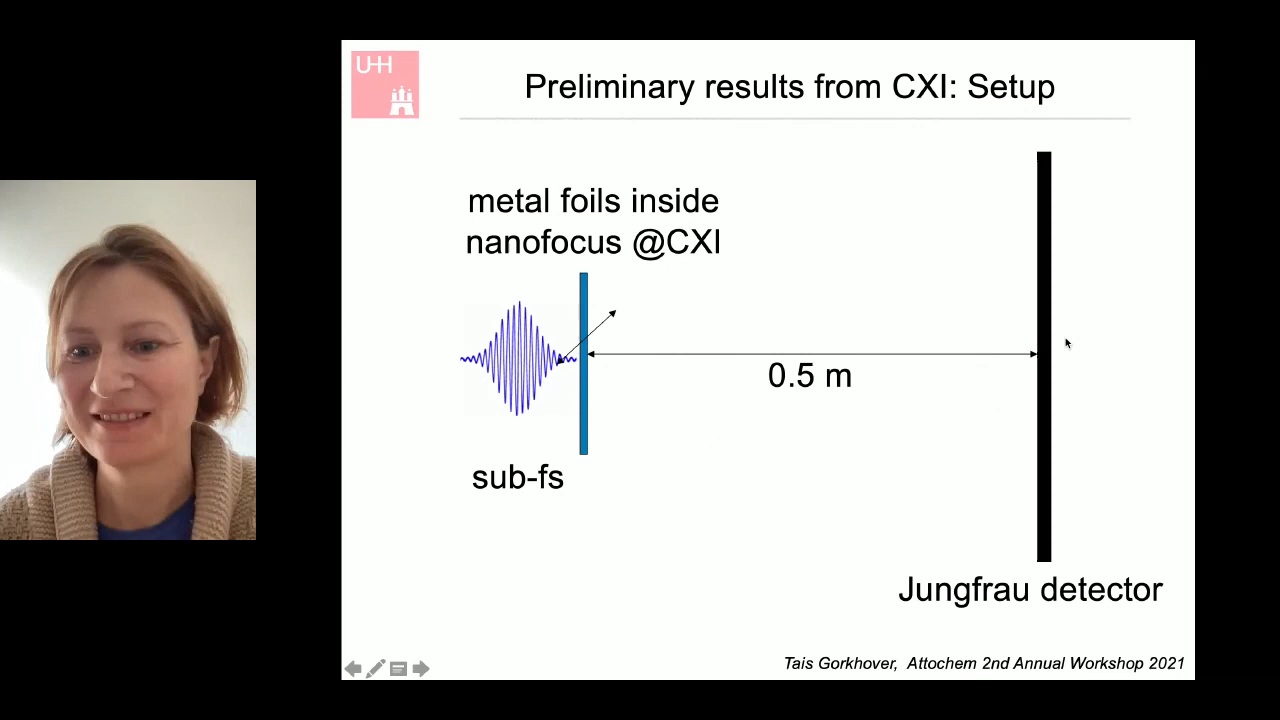 UHH
Preliminary results from CXI: Setup
metal foils inside
nanofocus @CXI
0.5 m
sub-fs
Jungfrau detector
Tais Gorkhover, Attochem 2nd Annual Workshop 2021